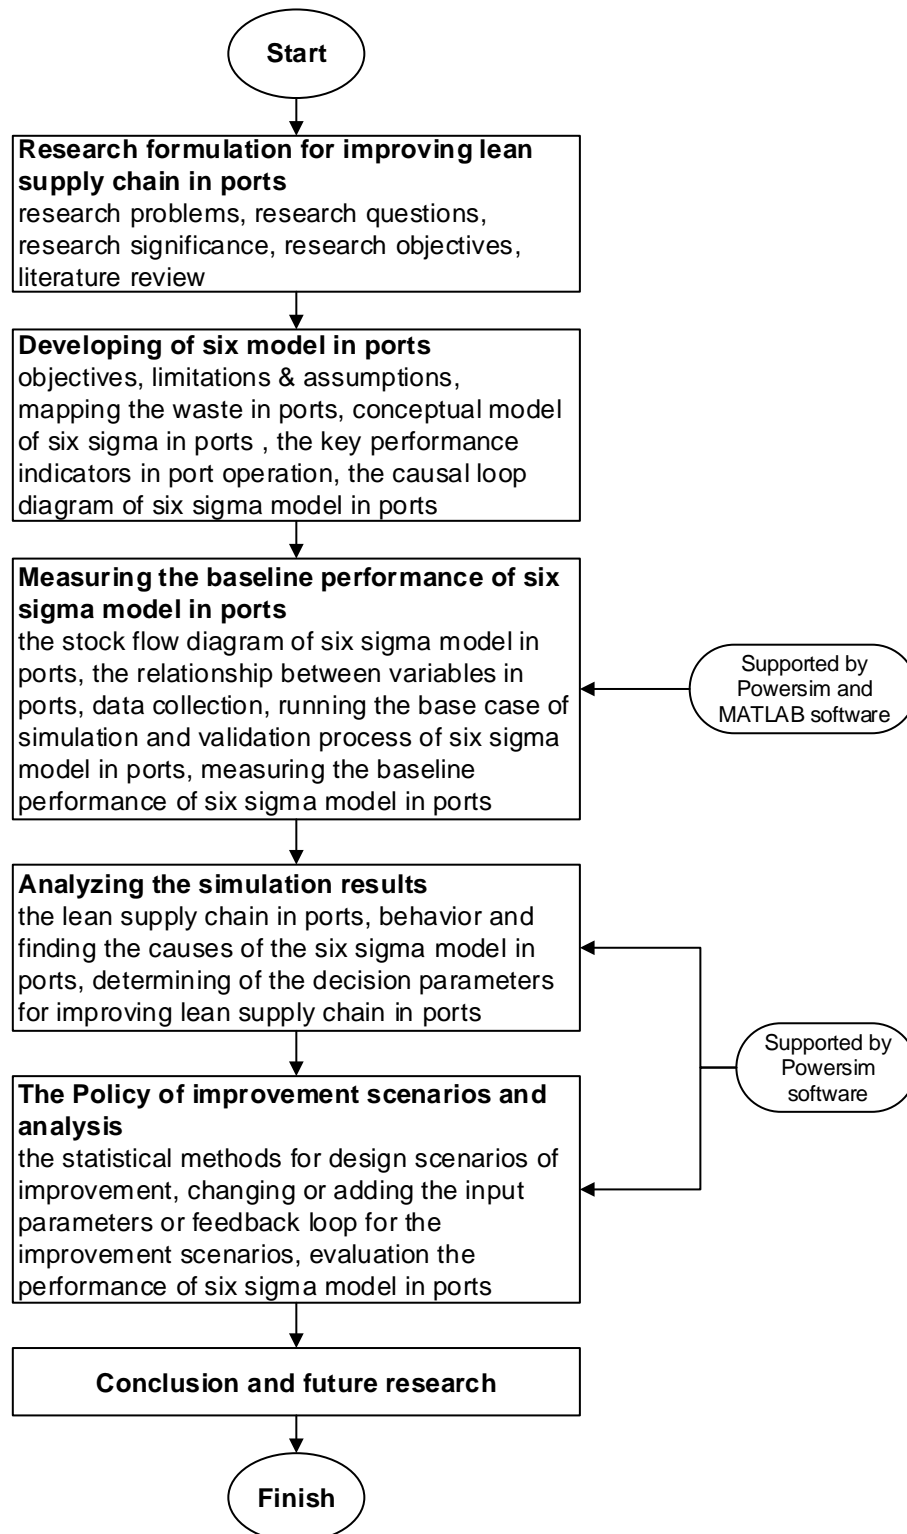 Start
Research formulation for improving lean
supply chain in ports
research problems, research questions,
research significance, research objectives,
literature review
Developing of six model in ports
objectives, limitations & assumptions,
mapping the waste in ports, conceptual model
of six sigma in ports , the key performance
indicators in port operation, the causal loop
diagram of six sigma model in ports
Measuring the baseline performance of six
sigma model in ports
the stock flow diagram of six sigma model in
ports, the relationship between variables in
ports, data collection, running the base case of
simulation and validation process of six sigma
model in ports, measuring the baseline
performance of six sigma model in ports
Supported by
Powersim and
MATLAB software
Analyzing the simulation results
the lean supply chain in ports, behavior and
finding the causes of the six sigma model in
ports, determining of the decision parameters
for improving lean supply chain in ports
Supported by
Powersim
software
The Policy of improvement scenarios and
analysis
the statistical methods for design scenarios of
improvement, changing or adding the input
parameters or feedback loop for the
improvement scenarios, evaluation the
performance of six sigma model in ports
Conclusion and future research
Finish